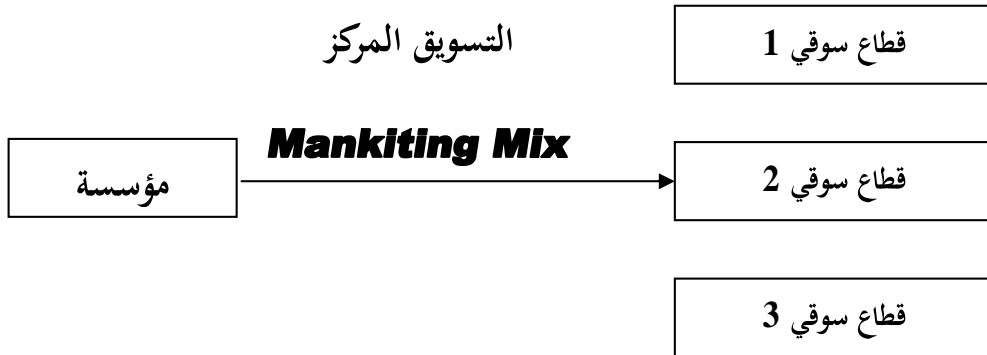 التسويق المركز
قطاع سوقي 1
Mankiting Mix
مؤسسة
قطاع سوقي 2
قطاع سوقي 3